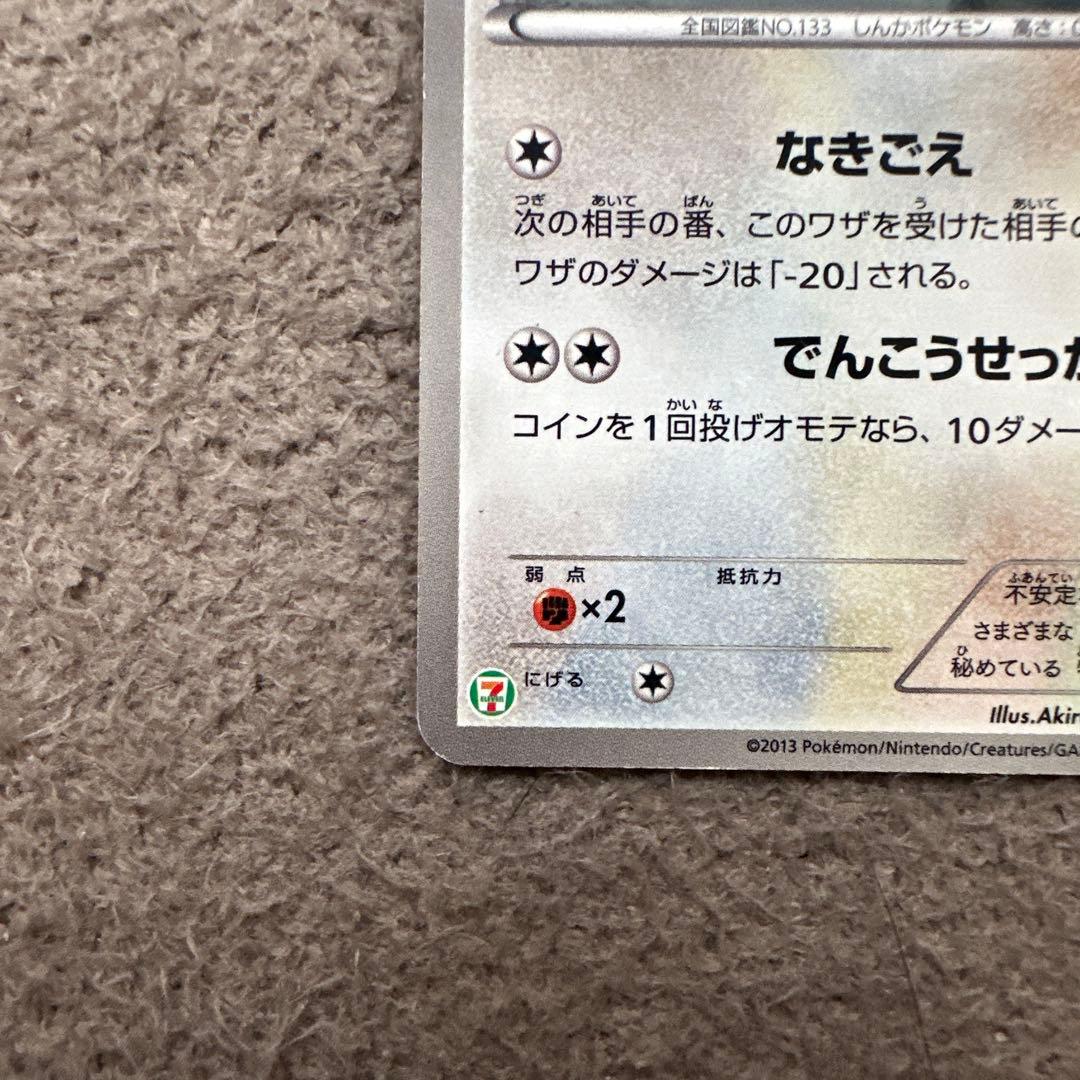 全国図鑑NO.133 しんかポケモン 高さ:0
なきごえ
つぎ あいて ばん う あいて
次の相手の番、このワザを受けた相手の
ワザのダメージは「-20」される。
でんこうせっか
かい な
コインを1回投げオモテなら、10ダメー
弱点 抵抗力
×2
ふあんてい
不安定
さまざまな
ひ
秘めている
にげる
7
ELEVEN
Illus.Akir
©2013 Pokémon/Nintendo/Creatures/GA